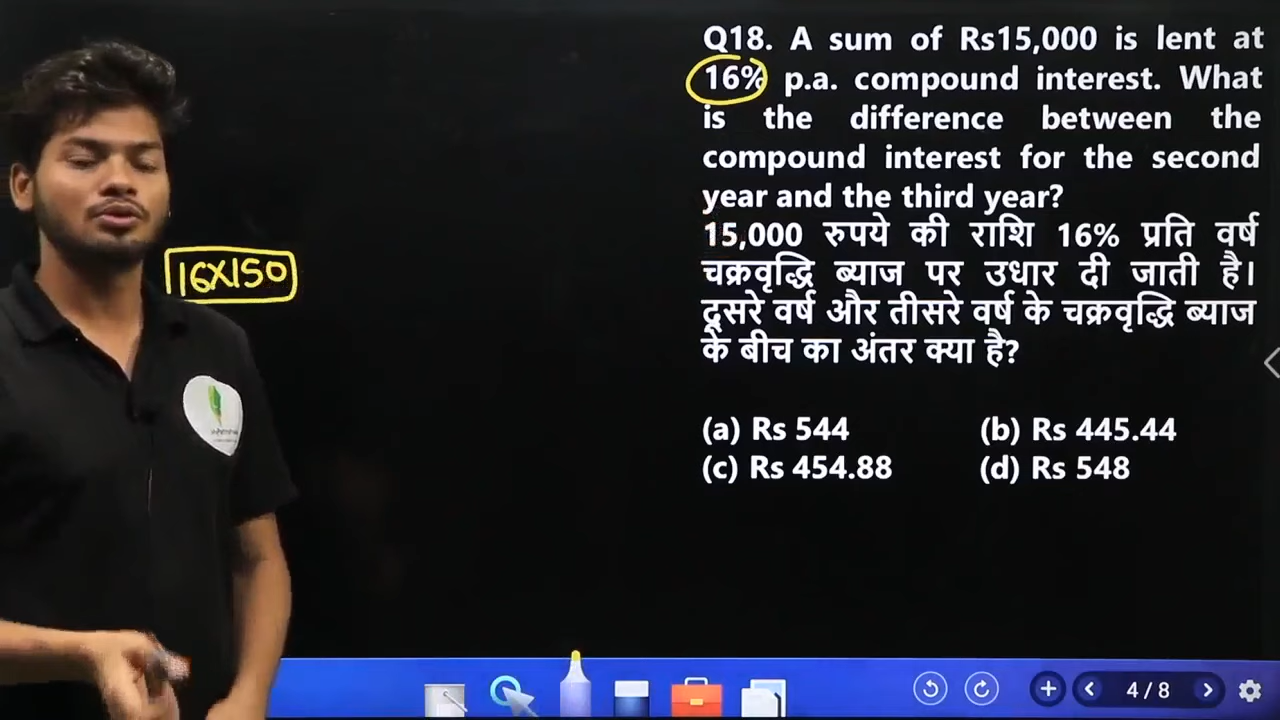 Q18. A sum of Rs15,000 is lent at
16% p.a. compound interest. What
is the difference between the
compound interest for the second
year and the third year?
15,000 रुपये की राशि 16% प्रति वर्ष
चक्रवृद्धि ब्याज पर उधार दी जाती है।
दूसरे वर्ष और तीसरे वर्ष के चक्रवृद्धि ब्याज
के बीच का अंतर क्या है?
(a) Rs 544 (b) Rs 445.44
(c) Rs 454.88 (d) Rs 548
16X150
4 / 8